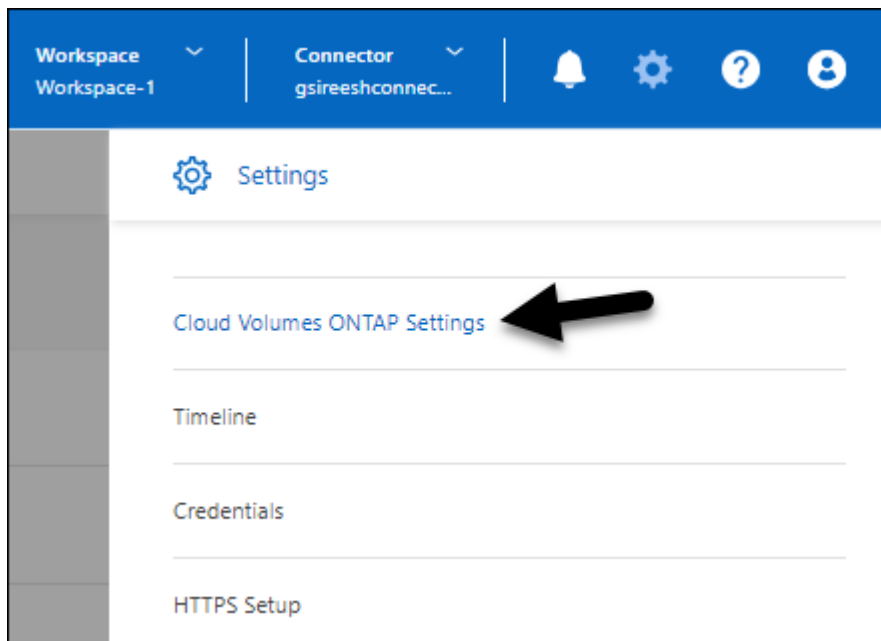 Workspace
Workspace-1
Connector
gsireeshconnec...
Settings
Cloud Volumes ONTAP Settings
Timeline
Credentials
HTTPS Setup